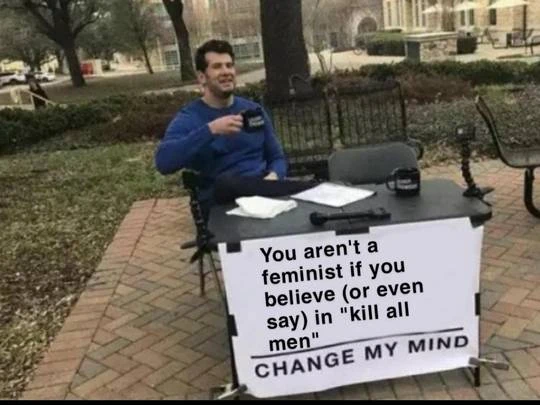 You aren't a
feminist if you
believe (or even
say) in "kill all
men"
CHANGE MY MIND